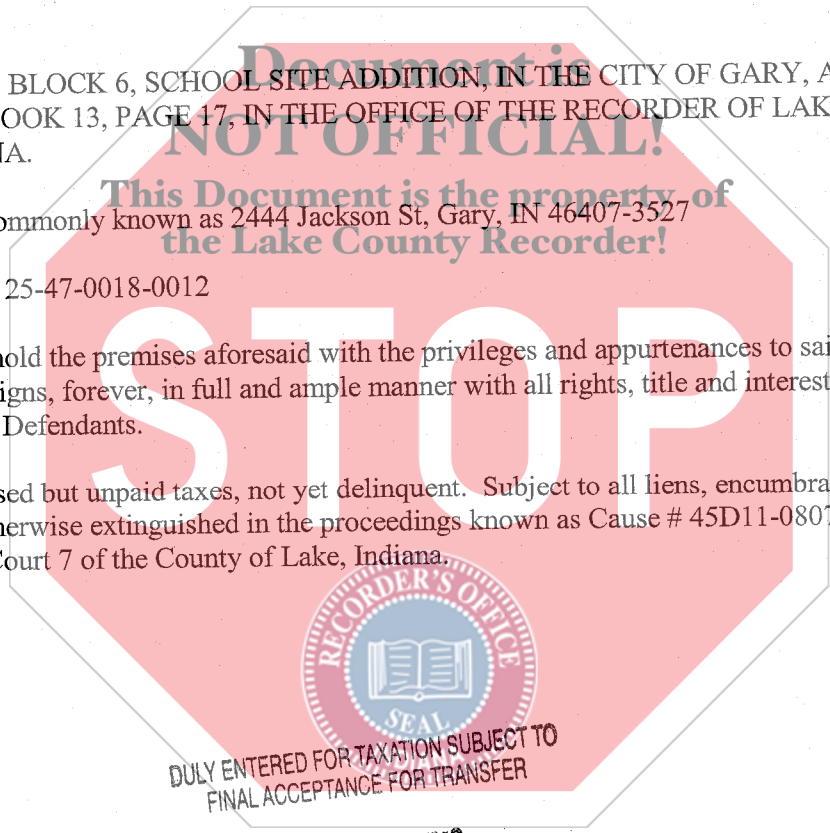 Document is
BLOCK 6, SCHOOL SITE ADDITION, IN THE CITY OF GARY, A
OOK 13, PAGE 17, IN THE OFFICE OF THE RECORDER OF LAK
NOT OFFICIAL!
IA.
This Document is the property of
ommonly known as 2444 Jackson St, Gary, IN 46407-3527
the Lake County Recorder!
25-47-0018-0012
hold the premises aforesaid with the privileges and appurtenances to sai
igns, forever, in full and ample manner with all rights, title and interest
Defendants.
STOP
sed but unpaid taxes, not yet delinquent. Subject to all liens, encumbra
herwise extinguished in the proceedings known as Cause # 45D11-0807
Court 7 of the County of Lake, Indiana.
RECORDER'S OFFICE
SEAL
DULY ENTERED FOR TAXATION SUBJECT TO
FINAL ACCEPTANCE FOR TRANSFER